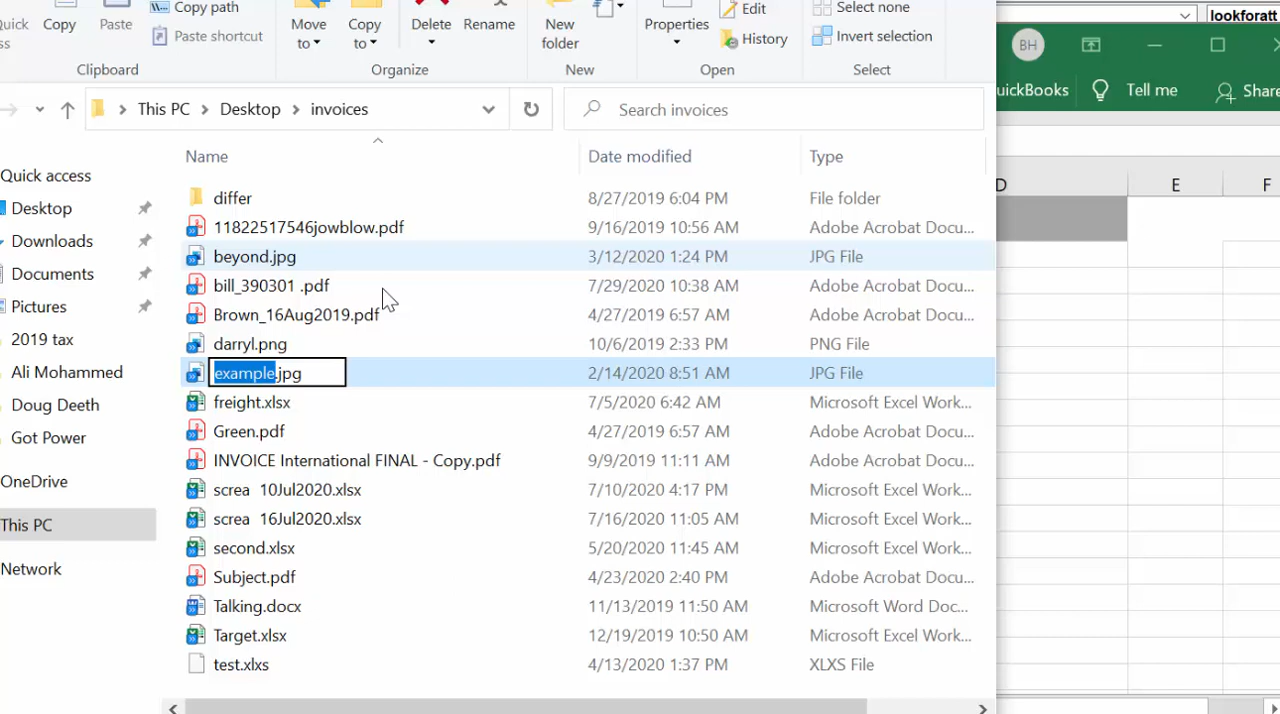 Copy path
lookforatt
Quick Copy Paste Paste shortcut Move Copy Delete Rename New Edit Properties Select none
to to folder History Invert selection
BH
Clipboard Organize New Open Select
QuickBooks Tell me Share
This PC Desktop invoices Search invoices
Name Date modified Type
D E F
Quick access
differ 8/27/2019 6:04 PM File folder
Desktop
11822517546jowblow.pdf 9/16/2019 10:56 AM Adobe Acrobat Docu...
Downloads
beyond.jpg 3/12/2020 1:24 PM JPG File
Documents
bill_390301 .pdf 7/29/2020 10:38 AM Adobe Acrobat Docu...
Pictures
Brown_16Aug2019.pdf 4/27/2019 6:57 AM Adobe Acrobat Docu...
2019 tax
darryl.png 10/6/2019 2:33 PM PNG File
Ali Mohammed
example.jpg 2/14/2020 8:51 AM JPG File
Doug Deeth
freight.xlsx 7/5/2020 6:42 AM Microsoft Excel Work...
Got Power
Green.pdf 4/27/2019 6:57 AM Adobe Acrobat Docu...
INVOICE International FINAL - Copy.pdf 9/9/2019 11:11 AM Adobe Acrobat Docu...
OneDrive
screa 10Jul2020.xlsx 7/10/2020 4:17 PM Microsoft Excel Work...
This PC
screa 16Jul2020.xlsx 7/16/2020 11:05 AM Microsoft Excel Work...
second.xlsx 5/20/2020 11:45 AM Microsoft Excel Work...
Network
Subject.pdf 4/23/2020 2:40 PM Adobe Acrobat Docu...
Talking.docx 11/13/2019 11:50 AM Microsoft Word Doc...
Target.xlsx 12/19/2019 10:50 AM Microsoft Excel Work...
test.xlxs 4/13/2020 1:37 PM XLXS File